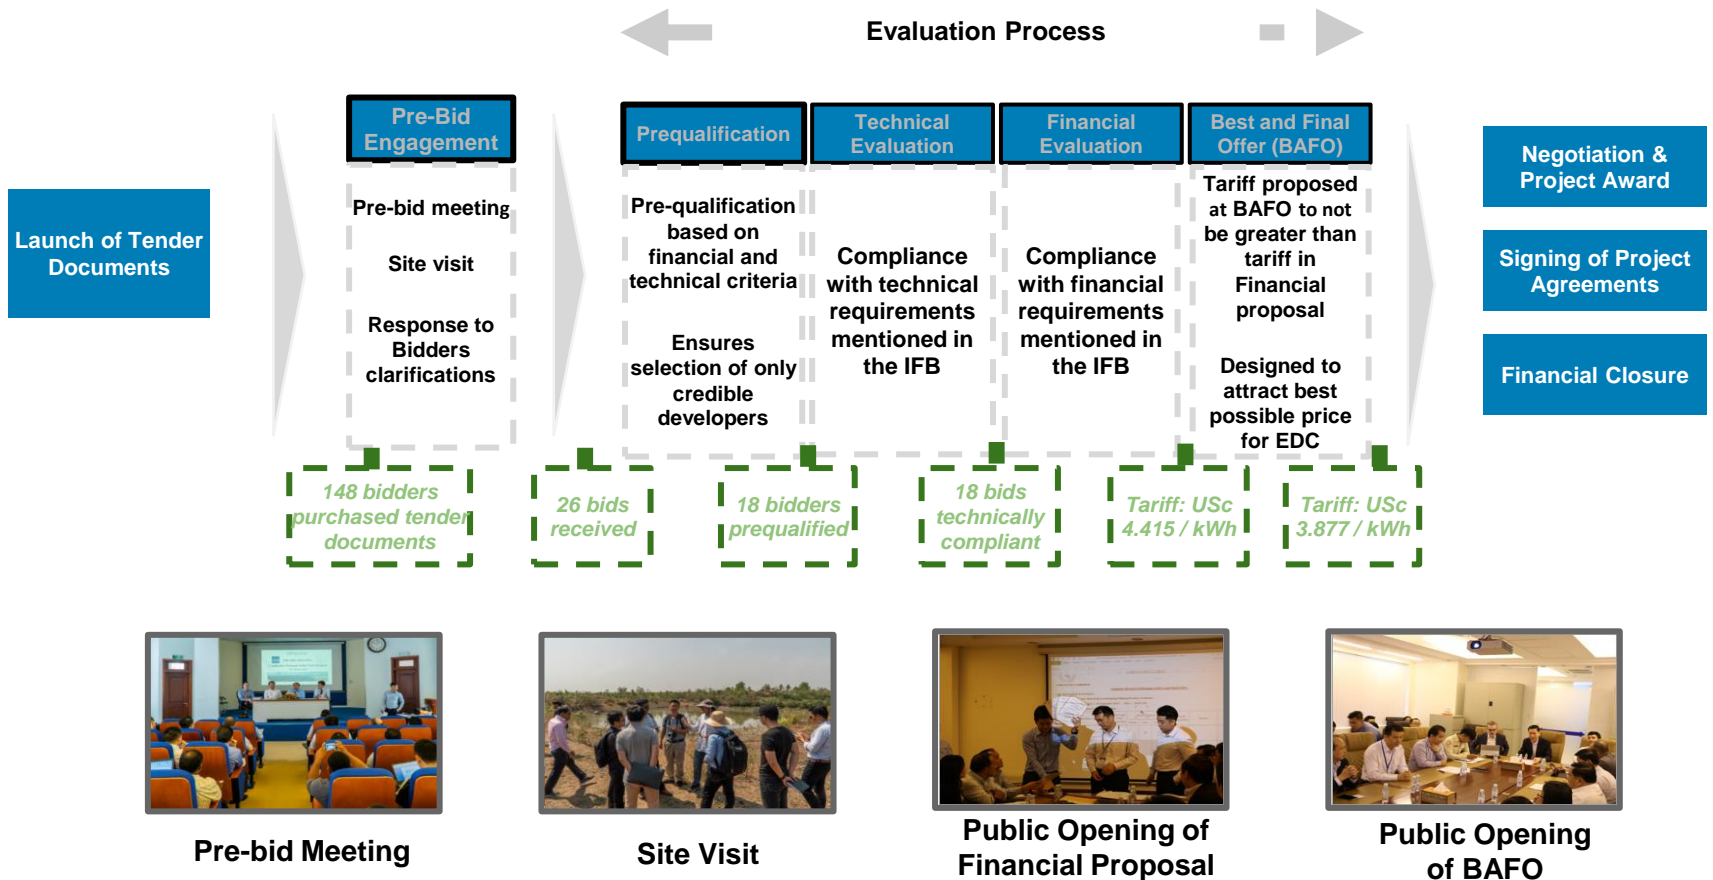 Evaluation Process
Launch of Tender
Documents
Pre-Bid
Engagement
Pre-bid meeting
Site visit
Response to
Bidders
clarifications
Prequalification
Pre-qualification
based on
financial and
technical criteria
Ensures
selection of only
credible
developers
Technical
Evaluation
Compliance
with technical
requirements
mentioned in
the IFB
Financial
Evaluation
Compliance
with financial
requirements
mentioned in
the IFB
Best and Final
Offer (BAFO)
Tariff proposed
at BAFO to not
be greater than
tariff in
Financial
proposal
Designed to
attract best
possible price
for EDC
Negotiation &
Project Award
Signing of Project
Agreements
Financial Closure
148 bidders
purchased tender
documents
26 bids
received
18 bidders
prequalified
18 bids
technically
compliant
Tariff: USc
4.415 / kWh
Tariff: USc
3.877 / kWh
Pre-bid Meeting
Site Visit
Public Opening of
Financial Proposal
Public Opening
of BAFO